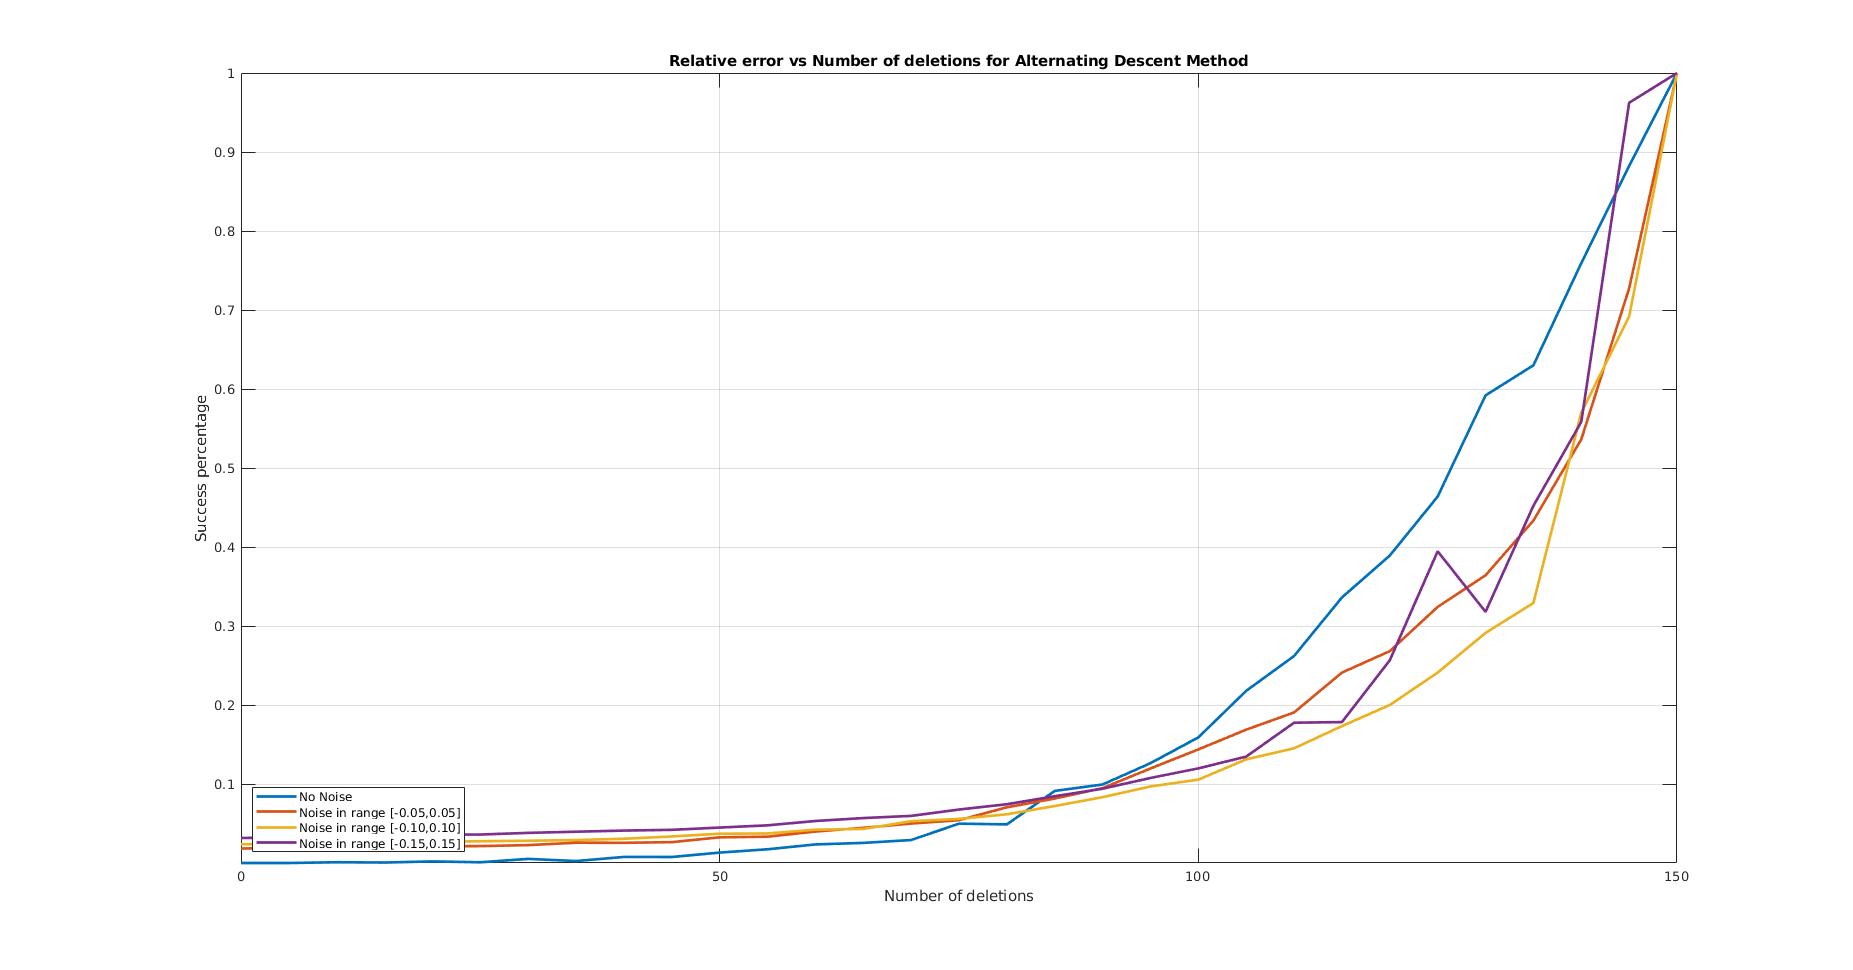 Relative error vs Number of deletions for Alternating Descent Method
1
0.9
0.8
0.7
0.6
0.5
0.4
0.3
0.2
0.1
Success percentage
No Noise
Noise in range [-0.05,0.05]
Noise in range [-0.10,0.10]
Noise in range [-0.15,0.15]
0 50 100 150
Number of deletions